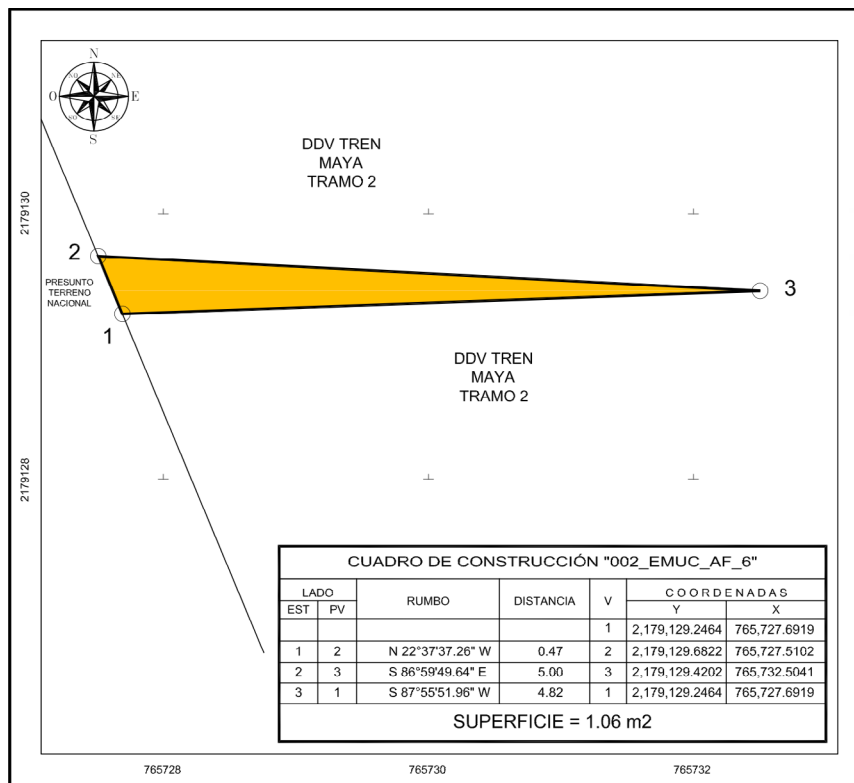 N
NO
NE
O
E
SO
SE
S
DDV TREN
MAYA
TRAMO 2
2179130
2
PRESUNTO
TERRENO
NACIONAL
3
1
DDV TREN
MAYA
TRAMO 2
2179128
CUADRO DE CONSTRUCCIÓN "002_EMUC_AF_6"
LADO RUMBO DISTANCIA V COORDENADAS
EST PV Y X
1 2,179,129.2464 765,727.6919
1 2 N 22°37'37.26" W 0.47 2 2,179,129.6822 765,727.5102
2 3 S 86°59'49.64" E 5.00 3 2,179,129.4202 765,732.5041
3 1 S 87°55'51.96" W 4.82 1 2,179,129.2464 765,727.6919
SUPERFICIE = 1.06 m2
765728 765730 765732